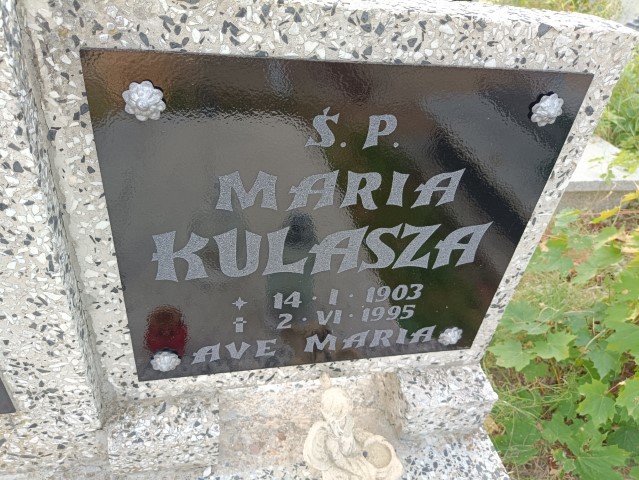 Ś. P.
MARIA
KULASZA
14 · I · 1903
2 · VI · 1995
AVE MARIA